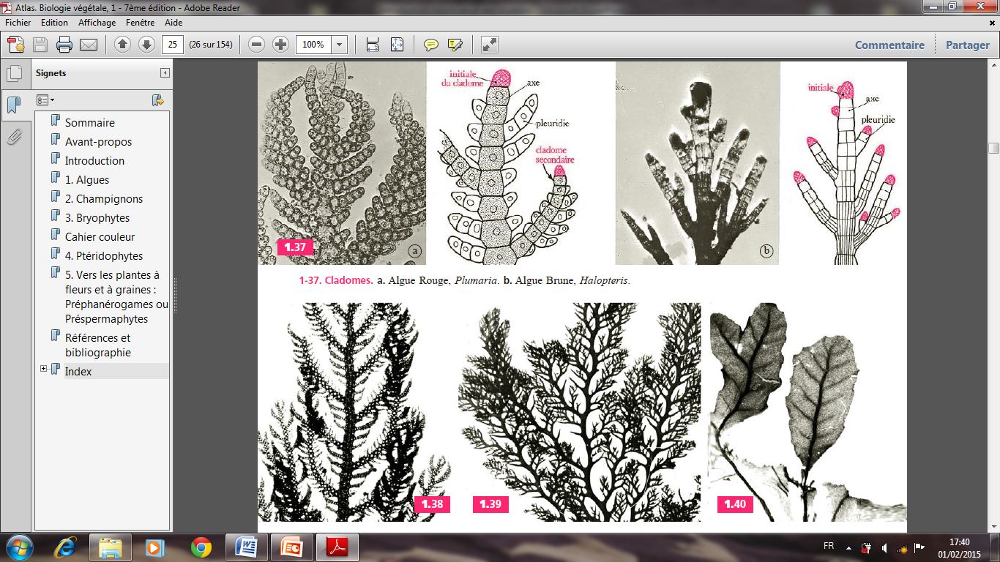 Atlas. Biologie végétale, 1 - 7ème édition - Adobe Reader
Fichier Edition Affichage Fenêtre Aide
25 (26 sur 154) 100% Commentaire Partager
Signets
Sommaire
Avant-propos
Introduction
1. Algues
2. Champignons
3. Bryophytes
Cahier couleur
4. Ptéridophytes
5. Vers les plantes à
fleurs et à graines :
Préphanérogames ou
Préspermaphytes
Références et
bibliographie
Index
1.37
a
initiale
du cladome
axe
pleuridie
cladome
secondaire
b
initiale
axe
pleuridie
1-37. Cladomes. a. Algue Rouge, Plumaria. b. Algue Brune, Halopteris.
1.38
1.39
1.40
FR
17:40
01/02/2015